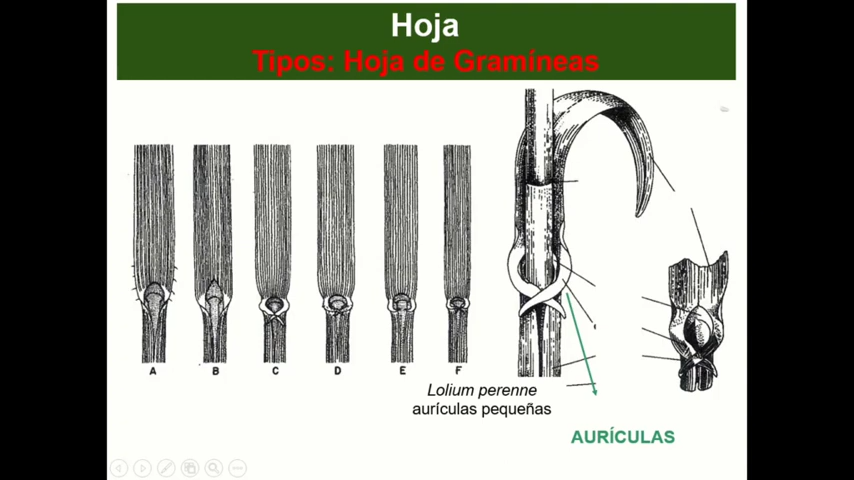 Hoja
Tipos: Hoja de Gramíneas
A B C D E F
Lolium perenne
aurículas pequeñas
AURÍCULAS